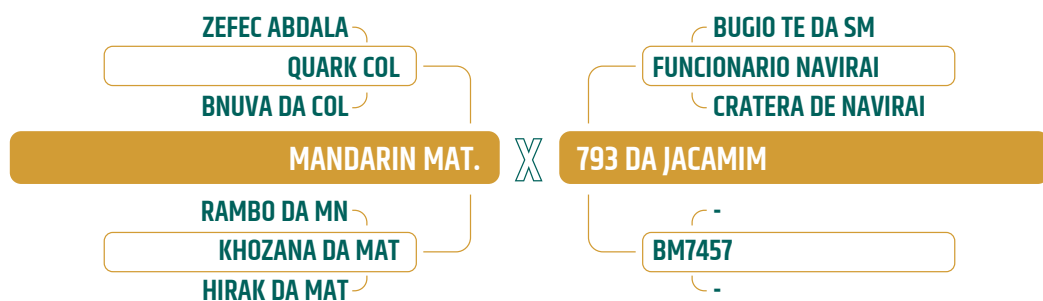 ZEFEC ABDALA
QUARK COL
BNUVA DA COL
MANDARIN MAT.
RAMBO DA MN
KHOZANA DA MAT
HIRAK DA MAT
X
BUGIO TE DA SM
FUNCIONARIO NAVIRAI
CRATERA DE NAVIRAI
793 DA JACAMIM
-
BM7457
-